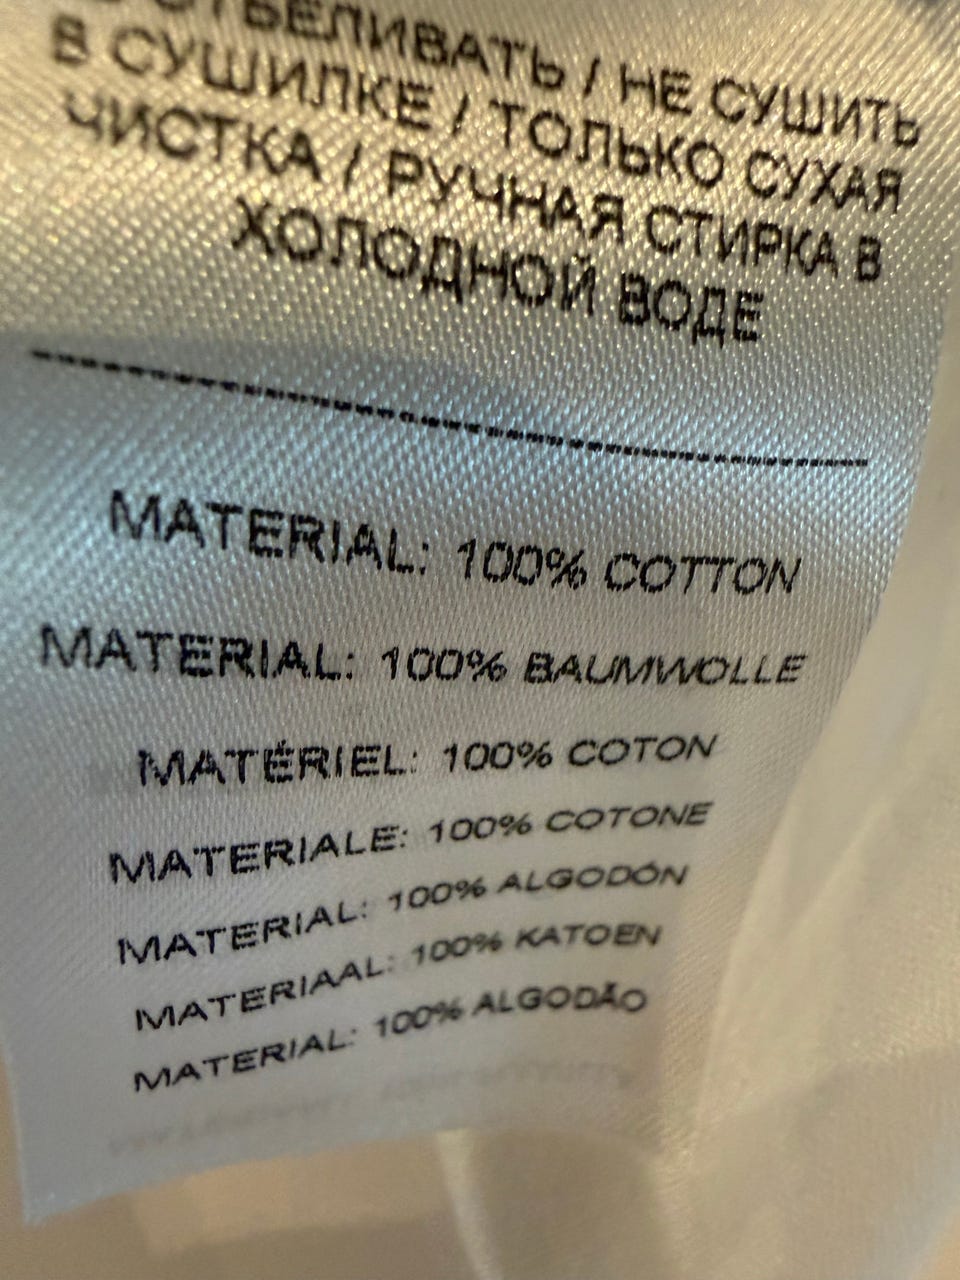 ОТБЕЛИВАТЬ / НЕ СУШИТЬ
В СУШИЛКЕ / ТОЛЬКО СУХАЯ
ЧИСТКА / РУЧНАЯ СТИРКА В
ХОЛОДНОЙ ВОДЕ
MATERIAL: 100% COTTON
MATERIAL: 100% BAUMWOLLE
MATÉRIEL: 100% COTON
MATERIALE: 100% COTONE
MATERIAL: 100% ALGODÓN
MATERIAAL: 100% KATOEN
MATERIAL: 100% ALGODÃO